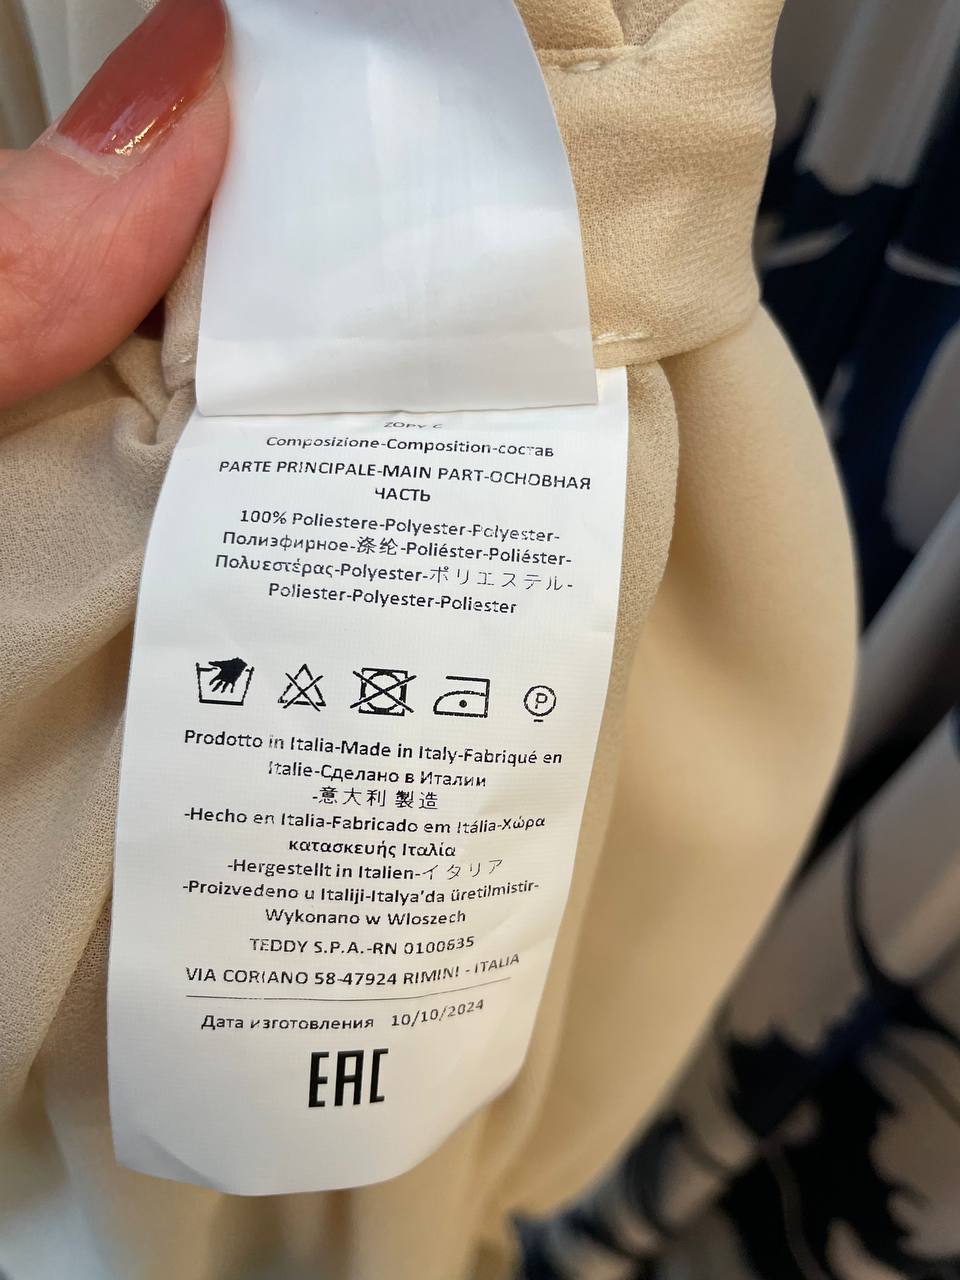 ZOPY C
Composizione-Composition-состав
PARTE PRINCIPALE-MAIN PART-ОСНОВНАЯ
ЧАСТЬ
100% Poliestere-Polyester-Polyester-
Полиэфирное-涤纶-Poliéster-Poliéster-
Πολυεστέρας-Polyester-ポリエステル-
Poliester-Polyester-Poliester
P
Prodotto in Italia-Made in Italy-Fabriqué en
Italie-Сделано в Италии
-意大利製造
-Hecho en Italia-Fabricado em Itália-Χώρα
κατασκευής Ιταλία
-Hergestellt in Italien-イタリア
-Proizvedeno u Italiji-Italya'da üretilmistir-
Wykonano w Wloszech
TEDDY S.P.A.-RN 0100635
VIA CORIANO 58-47924 RIMINI - ITALIA
Дата изготовления 10/10/2024
EAC